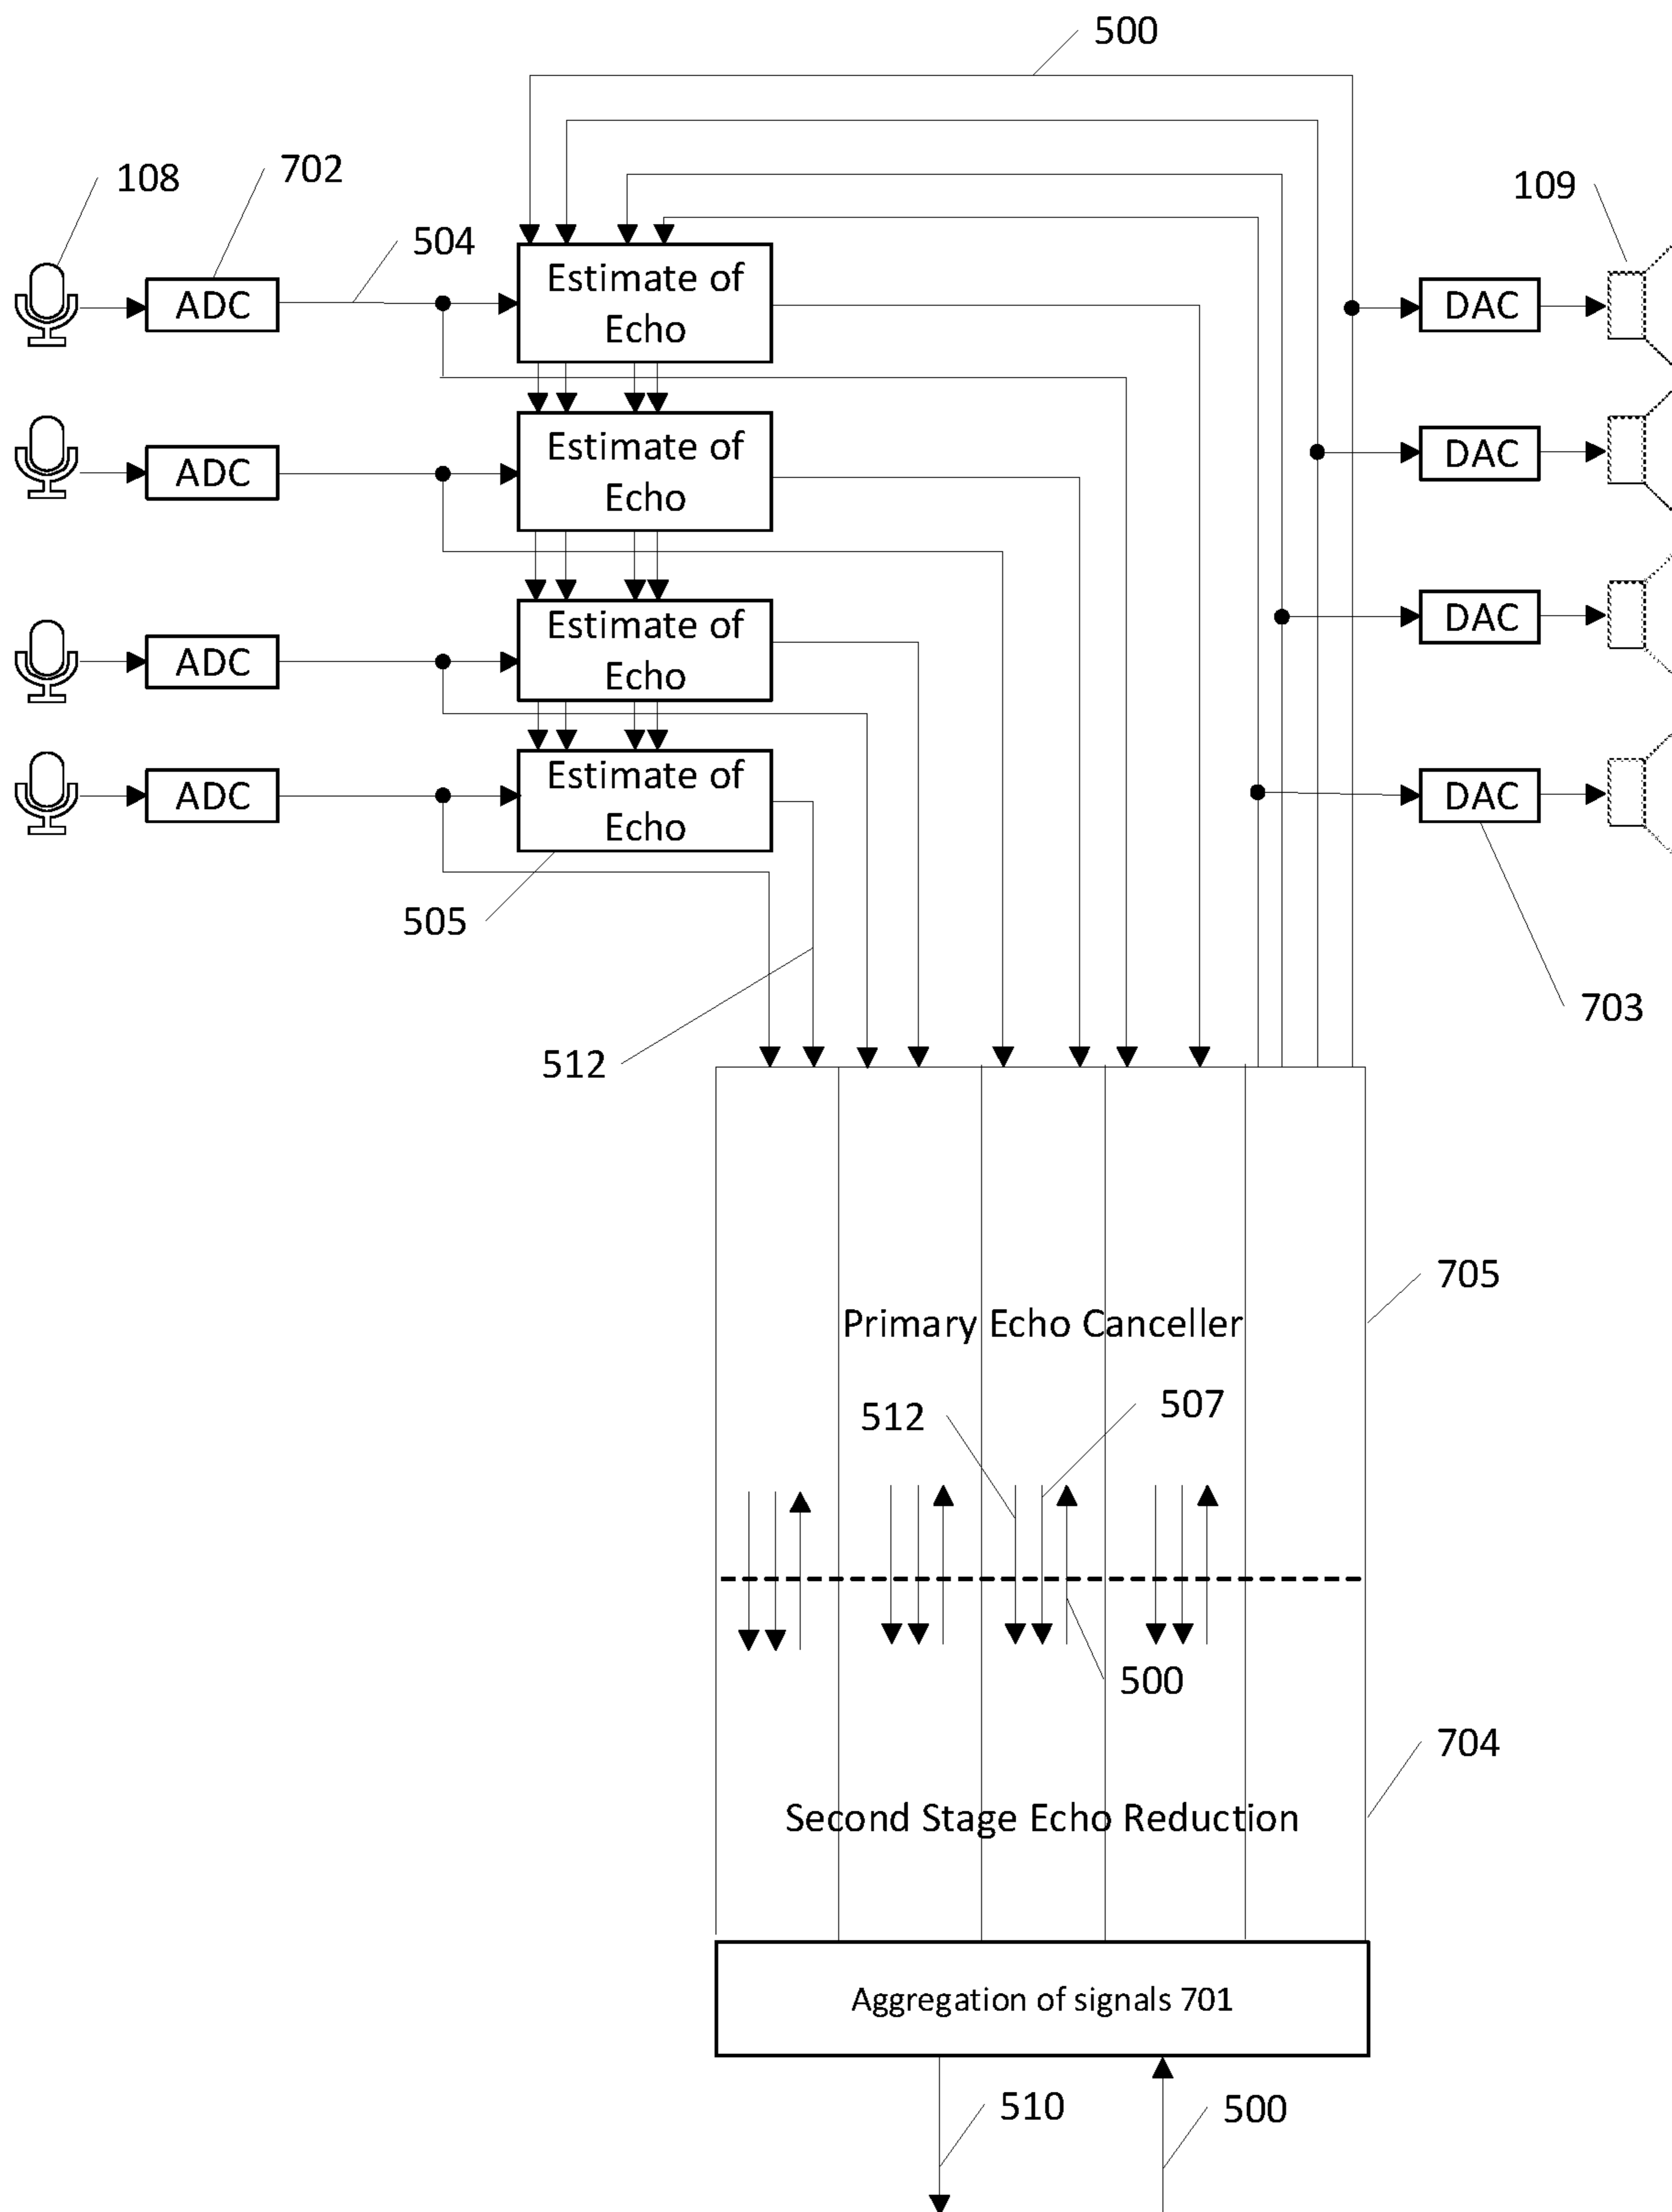 500
108
702
109
504
ADC
Estimate of
Echo
DAC
ADC
Estimate of
Echo
DAC
ADC
Estimate of
Echo
DAC
ADC
Estimate of
Echo
DAC
505
703
512
705
Primary Echo Canceller
512
507
500
704
Second Stage Echo Reduction
Aggregation of signals 701
510
500